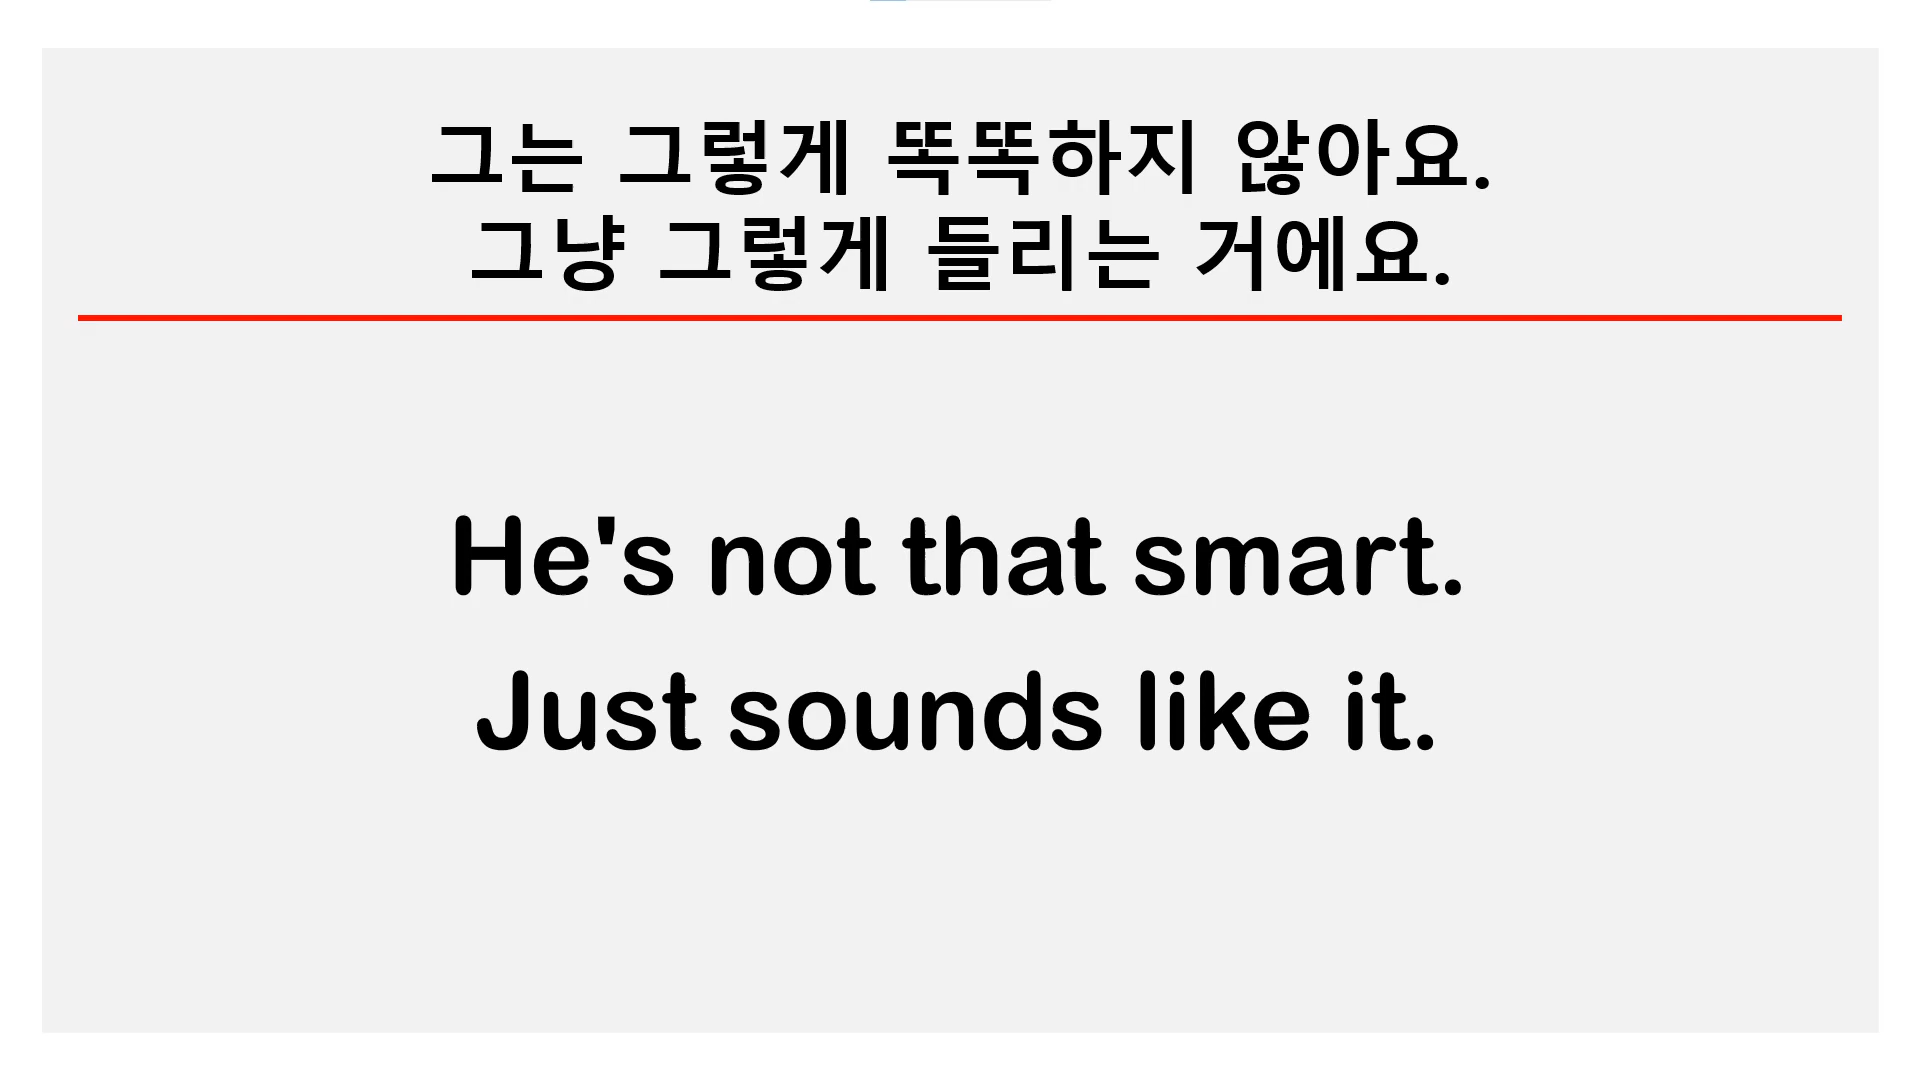 그는 그렇게 똑똑하지 않아요.
그냥 그렇게 들리는 거에요.
He's not that smart.
Just sounds like it.